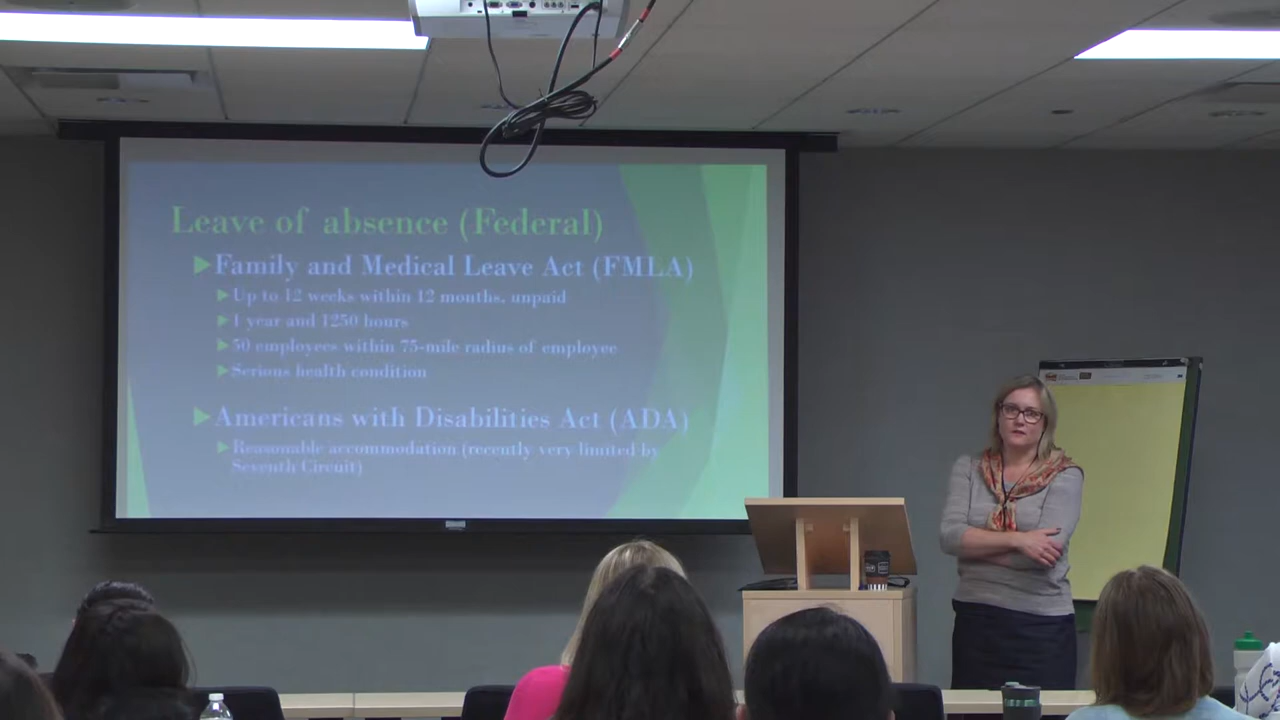 Leave of absence (Federal)
Family and Medical Leave Act (FMLA)
Up to 12 weeks within 12 months, unpaid
1 year and 1250 hours
50 employees within 75-mile radius of employee
Serious health condition
Americans with Disabilities Act (ADA)
Reasonable accommodation (recently very limited by
Seventh Circuit)